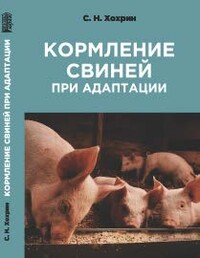 С. Н. Хохрин
КОРМЛЕНИЕ
СВИНЕЙ
ПРИ АДАПТАЦИИ
С. Н. Хохрин КОРМЛЕНИЕ СВИНЕЙ ПРИ АДАПТАЦИИ